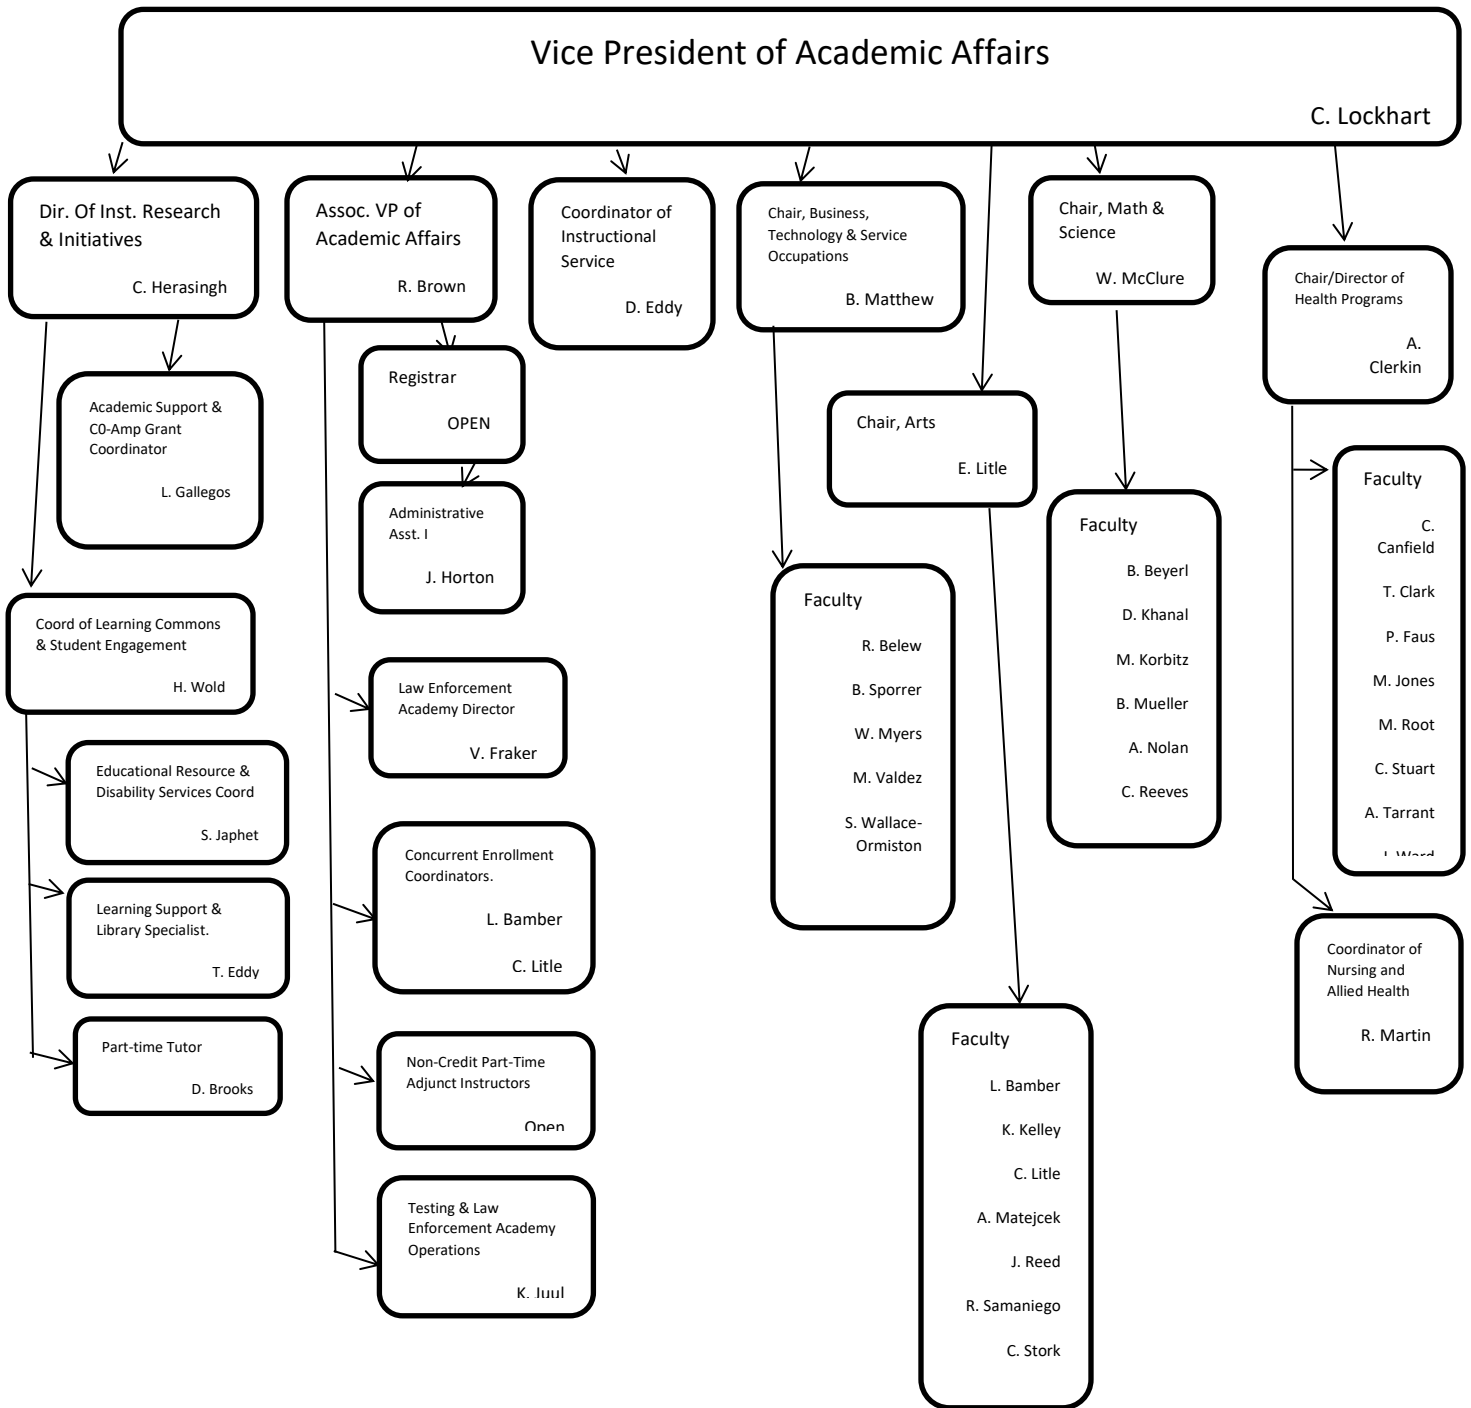 Vice President of Academic Affairs
C. Lockhart
Dir. Of Inst. Research
& Initiatives
C. Herasingh
Assoc. VP of
Academic Affairs
R. Brown
Coordinator of
Instructional
Service
D. Eddy
Chair, Business,
Technology & Service
Occupations
B. Matthew
Chair, Math &
Science
W. McClure
Chair/Director of
Health Programs
A.
Clerkin
Academic Support &
C0-Amp Grant
Coordinator
L. Gallegos
Registrar
OPEN
Administrative
Asst. I
J. Horton
Chair, Arts
E. Litle
Coord of Learning Commons
& Student Engagement
H. Wold
Educational Resource &
Disability Services Coord
S. Japhet
Learning Support &
Library Specialist.
T. Eddy
Part-time Tutor
D. Brooks
Law Enforcement
Academy Director
V. Fraker
Concurrent Enrollment
Coordinators.
L. Bamber
C. Litle
Non-Credit Part-Time
Adjunct Instructors
Open
Testing & Law
Enforcement Academy
Operations
K. Juul
Faculty
R. Belew
B. Sporrer
W. Myers
M. Valdez
S. Wallace-
Ormiston
Faculty
L. Bamber
K. Kelley
C. Litle
A. Matejcek
J. Reed
R. Samaniego
C. Stork
Faculty
B. Beyerl
D. Khanal
M. Korbitz
B. Mueller
A. Nolan
C. Reeves
Faculty
C.
Canfield
T. Clark
P. Faus
M. Jones
M. Root
C. Stuart
A. Tarrant
Ward
Coordinator of
Nursing and
Allied Health
R. Martin